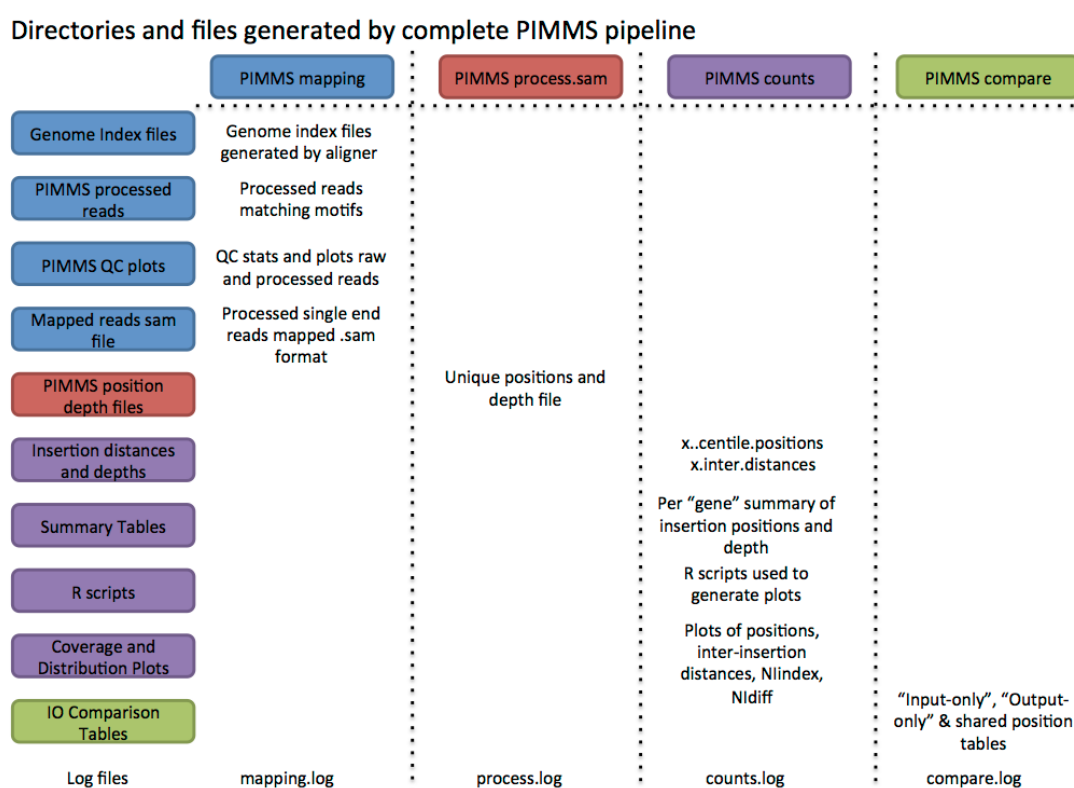 Directories and files generated by complete PIMMS pipeline
PIMMS mapping
PIMMS process.sam
PIMMS counts
PIMMS compare
Genome Index files
Genome index files
generated by aligner
PIMMS processed
reads
Processed reads
matching motifs
PIMMS QC plots
QC stats and plots raw
and processed reads
Mapped reads sam
file
Processed single end
reads mapped .sam
format
PIMMS position
depth files
Unique positions and
depth file
Insertion distances
and depths
x..centile.positions
x.inter.distances
Summary Tables
Per “gene” summary of
insertion positions and
depth
R scripts
R scripts used to
generate plots
Coverage and
Distribution Plots
Plots of positions,
inter-insertion
distances, NIindex,
NIdiff
IO Comparison
Tables
“Input-only”, “Output-
only” & shared position
tables
Log files
mapping.log
process.log
counts.log
compare.log